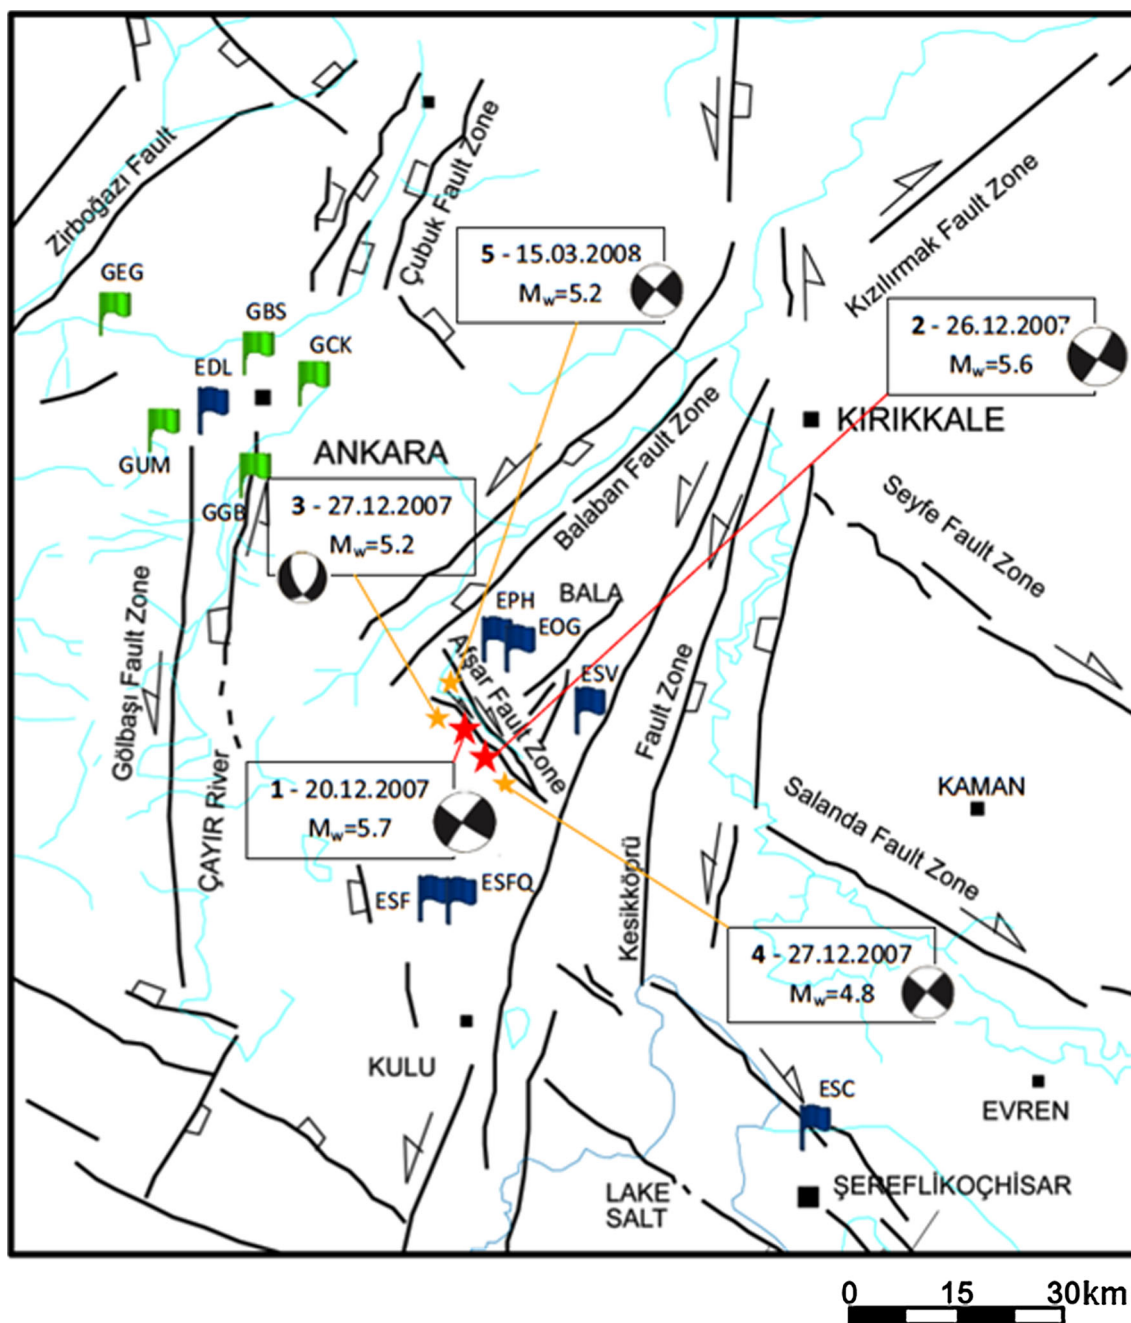 Zirboğazı Fault
Çubuk Fault Zone
Kızılırmak Fault Zone
5 - 15.03.2008
Mw=5.2
GEG
GBS
2 - 26.12.2007
Mw=5.6
GCK
EDL
KIRIKKALE
GUM
ANKARA
Balaban Fault Zone
Seyfe Fault Zone
GGB
3 - 27.12.2007
Mw=5.2
EPH
BALA
EOG
Gölbaşı Fault Zone
Afşar Fault Zone
ESV
Fault Zone
1 - 20.12.2007
Mw=5.7
ÇAYIR River
KAMAN
Salanda Fault Zone
ESF
ESFQ
Kesikköprü
4 - 27.12.2007
Mw=4.8
KULU
ESC
EVREN
LAKE
SALT
ŞEREFLİKOÇHİSAR
0 15 30km